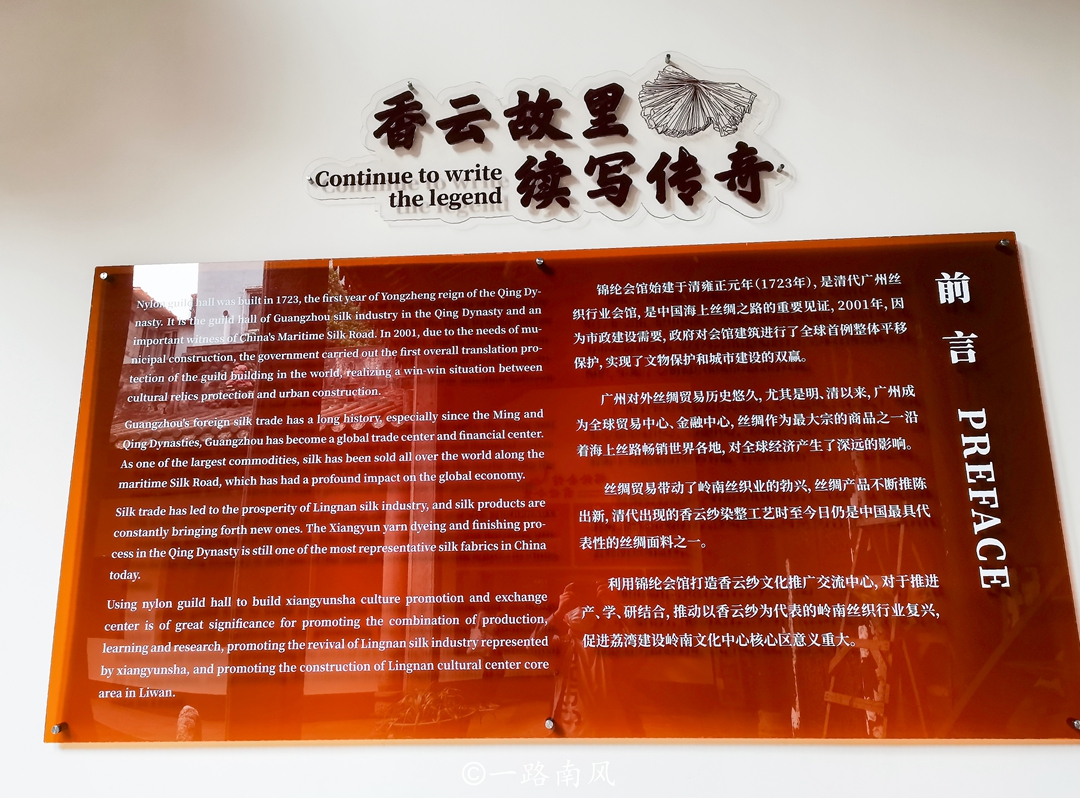 香云故里
Continue to write
the legend
续写传奇
Nylon guild hall was built in 1723, the first year of Yongzheng reign of the Qing Dy-
nasty. It is the guild hall of Guangzhou silk industry in the Qing Dynasty and an
important witness of China's Maritime Silk Road. In 2001, due to the needs of mu-
nicipal construction, the government carried out the first overall translation pro-
tection of the guild building in the world, realizing a win-win situation between
cultural relics protection and urban construction.
Guangzhou's foreign silk trade has a long history, especially since the Ming and
Qing Dynasties, Guangzhou has become a global trade center and financial center.
As one of the largest commodities, silk has been sold all over the world along the
maritime Silk Road, which has had a profound impact on the global economy.
Silk trade has led to the prosperity of Lingnan silk industry, and silk products are
constantly bringing forth new ones. The Xiangyun yarn dyeing and finishing pro-
cess in the Qing Dynasty is still one of the most representative silk fabrics in China
today.
Using nylon guild hall to build xiangyunsha culture promotion and exchange
center is of great significance for promoting the combination of production,
learning and research, promoting the revival of Lingnan silk industry represented
by xiangyunsha, and promoting the construction of Lingnan cultural center core
area in Liwan.
前言 PREFACE
锦纶会馆始建于清雍正元年(1723年),是清代广州丝
织行业会馆,是中国海上丝绸之路的重要见证,2001年,因
为市政建设需要,政府对会馆建筑进行了全球首例整体平移
保护,实现了文物保护和城市建设的双赢。
广州对外丝绸贸易历史悠久,尤其是明、清以来,广州成
为全球贸易中心、金融中心,丝绸作为最大宗的商品之一沿
着海上丝路畅销世界各地,对全球经济产生了深远的影响。
丝绸贸易带动了岭南丝织业的勃兴,丝绸产品不断推陈
出新,清代出现的香云纱染整工艺时至今日仍是中国最具代
表性的丝绸面料之一。
利用锦纶会馆打造香云纱文化推广交流中心,对于推进
产、学、研结合,推动以香云纱为代表的岭南丝织行业复兴,
促进荔湾建设岭南文化中心核心区意义重大。
©一路南风